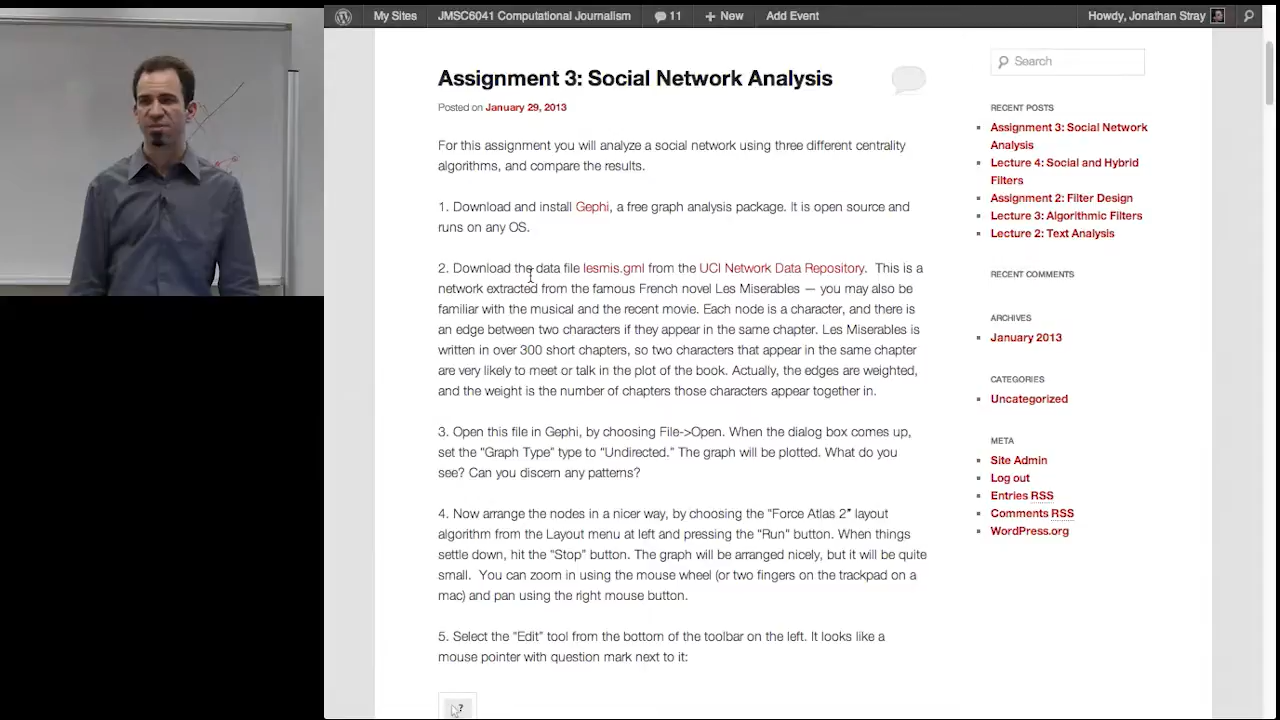 My Sites JMSC6041 Computational Journalism 11 + New Add Event Howdy, Jonathan Stray
Assignment 3: Social Network Analysis
Posted on January 29, 2013
For this assignment you will analyze a social network using three different centrality
algorithms, and compare the results.
1. Download and install Gephi, a free graph analysis package. It is open source and
runs on any OS.
2. Download the data file lesmis.gml from the UCI Network Data Repository. This is a
network extracted from the famous French novel Les Miserables — you may also be
familiar with the musical and the recent movie. Each node is a character, and there is
an edge between two characters if they appear in the same chapter. Les Miserables is
written in over 300 short chapters, so two characters that appear in the same chapter
are very likely to meet or talk in the plot of the book. Actually, the edges are weighted,
and the weight is the number of chapters those characters appear together in.
3. Open this file in Gephi, by choosing File->Open. When the dialog box comes up,
set the “Graph Type” type to “Undirected.” The graph will be plotted. What do you
see? Can you discern any patterns?
4. Now arrange the nodes in a nicer way, by choosing the “Force Atlas 2” layout
algorithm from the Layout menu at left and pressing the “Run” button. When things
settle down, hit the “Stop” button. The graph will be arranged nicely, but it will be quite
small. You can zoom in using the mouse wheel (or two fingers on the trackpad on a
mac) and pan using the right mouse button.
5. Select the “Edit” tool from the bottom of the toolbar on the left. It looks like a
mouse pointer with question mark next to it:
?
Search
RECENT POSTS
Assignment 3: Social Network
Analysis
Lecture 4: Social and Hybrid
Filters
Assignment 2: Filter Design
Lecture 3: Algorithmic Filters
Lecture 2: Text Analysis
RECENT COMMENTS
ARCHIVES
January 2013
CATEGORIES
Uncategorized
META
Site Admin
Log out
Entries RSS
Comments RSS
WordPress.org